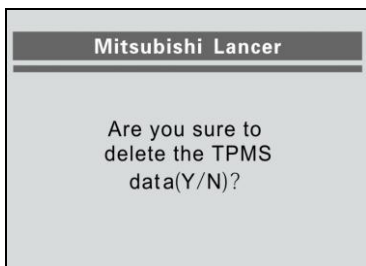 Mitsubishi Lancer
Are you sure to
delete the TPMS
data(Y/N)?